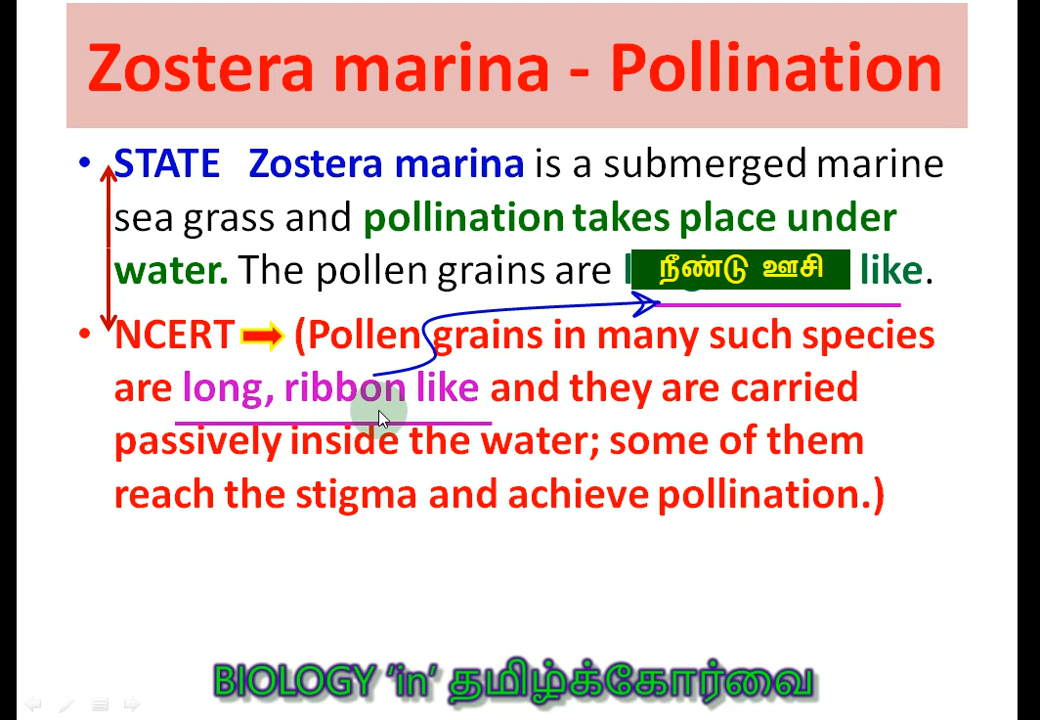 Zostera marina - Pollination
• STATE Zostera marina is a submerged marine
sea grass and pollination takes place under
water. The pollen grains are நீண்டு ஊசி like.
• NCERT (Pollen grains in many such species
are long, ribbon like and they are carried
passively inside the water; some of them
reach the stigma and achieve pollination.)
BIOLOGY ‘in’ தமிழ்க்கோர்வை